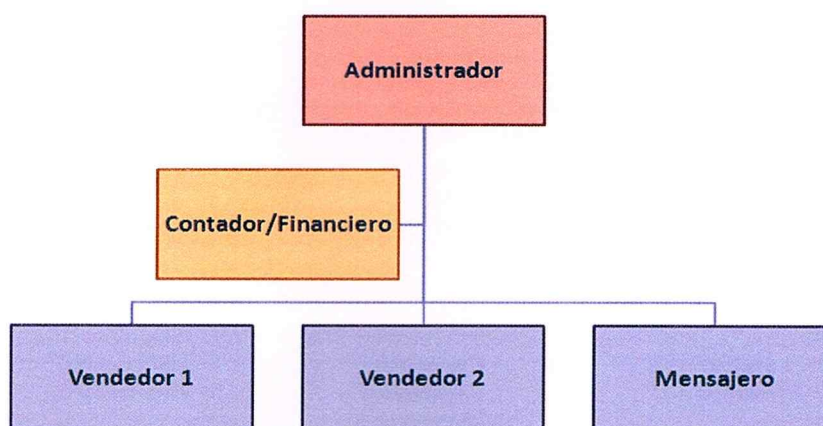 Administrador
Contador/Financiero
Vendedor 1
Vendedor 2
Mensajero